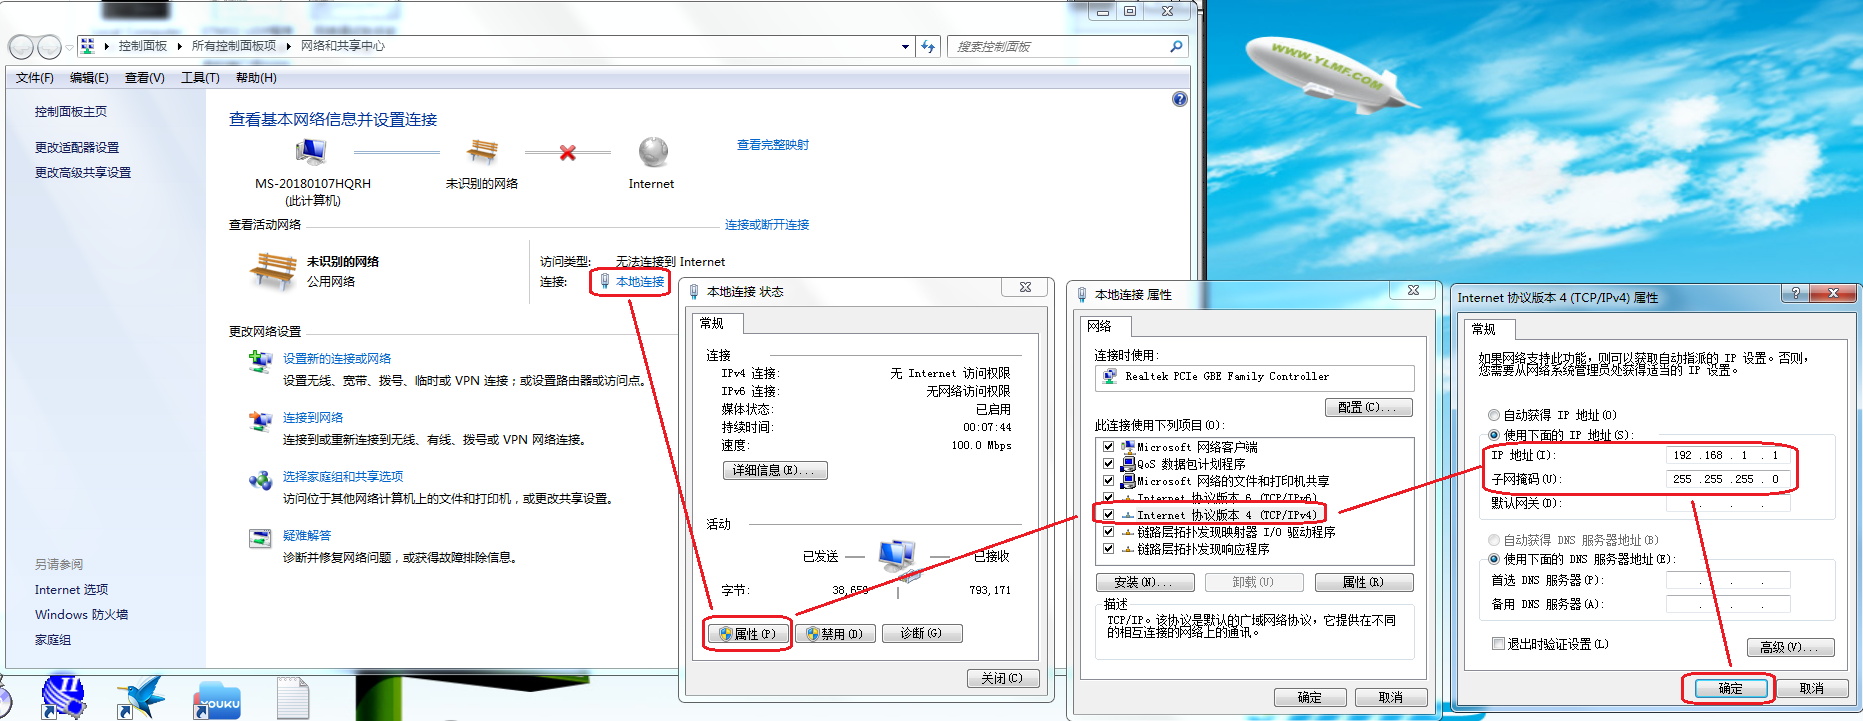 控制面板 ▸ 所有控制面板项 ▸ 网络和共享中心
搜索控制面板
文件(F) 编辑(E) 查看(V) 工具(T) 帮助(H)
控制面板主页
更改适配器设置
更改高级共享设置
另请参阅
Internet 选项
Windows 防火墙
家庭组
查看基本网络信息并设置连接
MS-20180107HQRH
(此计算机)
未识别的网络
Internet
查看完整映射
查看活动网络
连接或断开连接
未识别的网络
公用网络
访问类型: 无法连接到 Internet
连接: 本地连接
更改网络设置
设置新的连接或网络
设置无线、宽带、拨号、临时或 VPN 连接；或设置路由器或访问点。
连接到网络
连接到或重新连接到无线、有线、拨号或 VPN 网络连接。
选择家庭组和共享选项
访问位于其他网络计算机上的文件和打印机，或更改共享设置。
疑难解答
诊断并修复网络问题，或获得故障排除信息。
本地连接 状态
常规
连接
IPv4 连接: 无 Internet 访问权限
IPv6 连接: 无网络访问权限
媒体状态: 已启用
持续时间: 00:07:44
速度: 100.0 Mbps
详细信息(E)...
活动
已发送
已接收
字节: 38,650 793,171
属性(P) 禁用(D) 诊断(G)
关闭(C)
本地连接 属性
网络
连接时使用:
Realtek PCIe GBE Family Controller
配置(C)...
此连接使用下列项目(O):
Microsoft 网络客户端
QoS 数据包计划程序
Microsoft 网络的文件和打印机共享
Internet 协议版本 6 (TCP/IPv6)
Internet 协议版本 4 (TCP/IPv4)
链路层拓扑发现映射器 I/O 驱动程序
链路层拓扑发现响应程序
安装(N)... 卸载(U) 属性(R)
描述
TCP/IP。该协议是默认的广域网络协议，它提供在不同
的相互连接的网络上的通讯。
确定 取消
Internet 协议版本 4 (TCP/IPv4) 属性
常规
如果网络支持此功能，则可以获取自动指派的 IP 设置。否则，
您需要从网络系统管理员处获得适当的 IP 设置。
自动获得 IP 地址(O)
使用下面的 IP 地址(S):
IP 地址(I): 192 .168 . 1 . 1
子网掩码(U): 255 .255 .255 . 0
默认网关(D):
自动获得 DNS 服务器地址(B)
使用下面的 DNS 服务器地址(E):
首选 DNS 服务器(P):
备用 DNS 服务器(A):
退出时验证设置(L)
高级(V)...
确定 取消
WWW.YLMF.COM
YOUKU